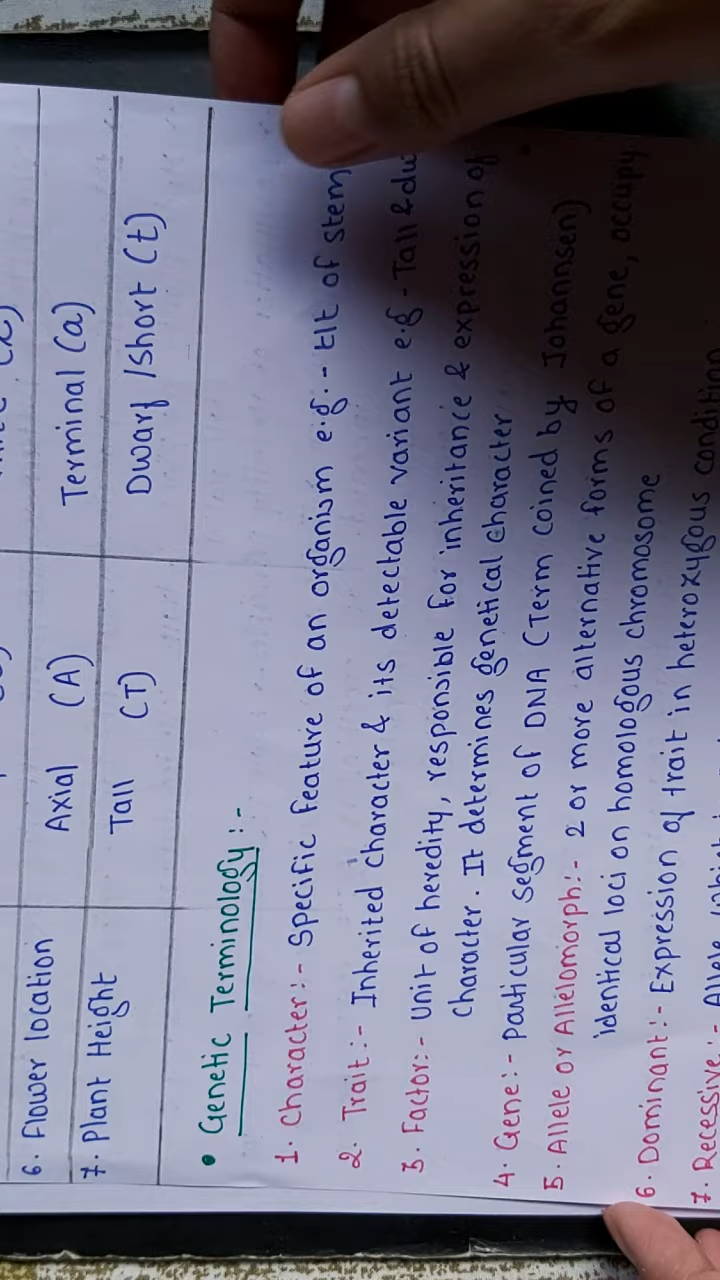 6. Flower location Axial (A) Terminal (a)
7. Plant Height Tall (T) Dwarf /Short (t)
• Genetic Terminology :-
1. Character :- Specific feature of an organism e.g. :- Ht of stem
2. Trait :- Inherited character & its detectable variant e.g - Tall &
3. Factor :- Unit of heredity, responsible for inheritance & expression of
character. It determines genetical character
4. Gene :- Particular segment of DNA (Term coined by Johannsen)
5. Allele or Allelomorph :- 2 or more alternative forms of a gene, occupy
identical loci on homologous chromosome
6. Dominant :- Expression of trait in heterozygous condition
7. Recessive :- Allele which